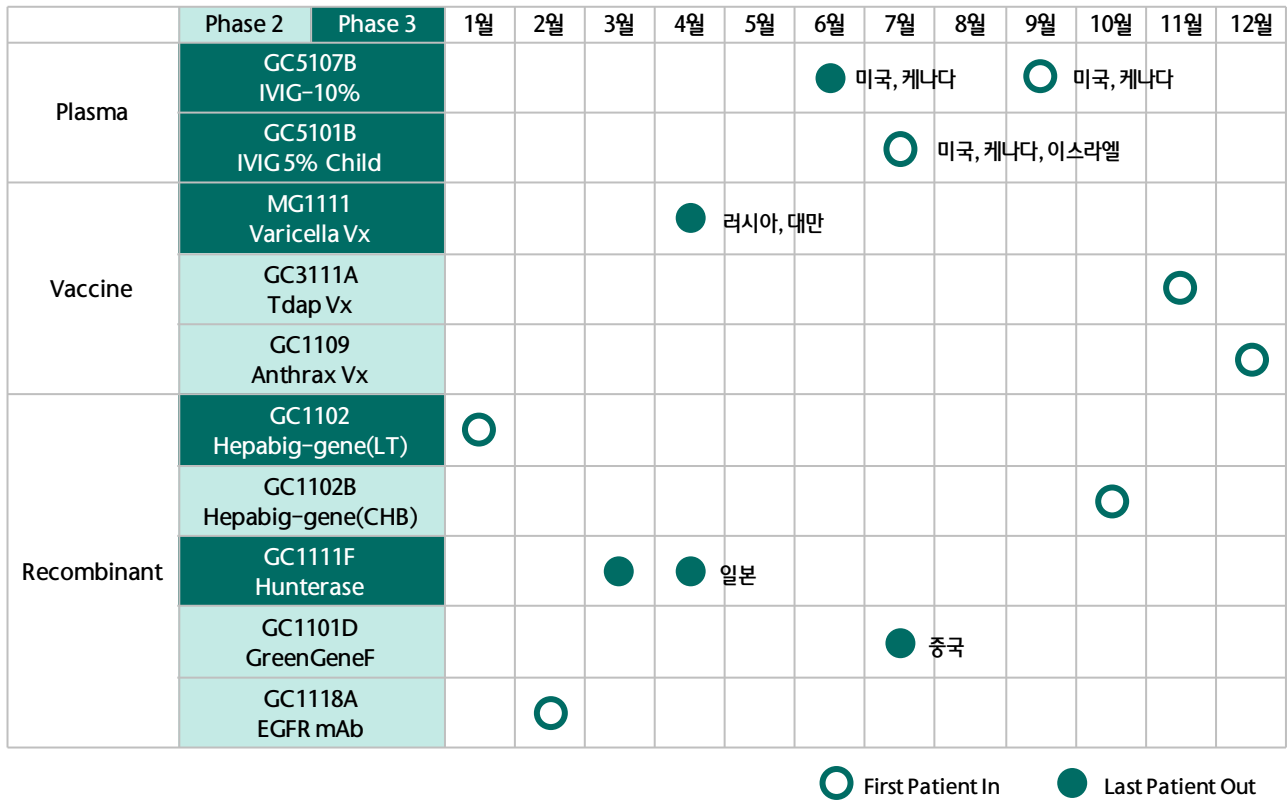 Phase 2 Phase 3 1월 2월 3월 4월 5월 6월 7월 8월 9월 10월 11월 12월
Plasma
GC5107B
IVIG-10%
미국, 케나다 미국, 케나다
GC5101B
IVIG 5% Child
미국, 케나다, 이스라엘
Vaccine
MG1111
Varicella Vx
러시아, 대만
GC3111A
Tdap Vx
GC1109
Anthrax Vx
Recombinant
GC1102
Hepabig-gene(LT)
GC1102B
Hepabig-gene(CHB)
GC1111F
Hunterase
일본
GC1101D
GreenGeneF
중국
GC1118A
EGFR mAb
First Patient In Last Patient Out